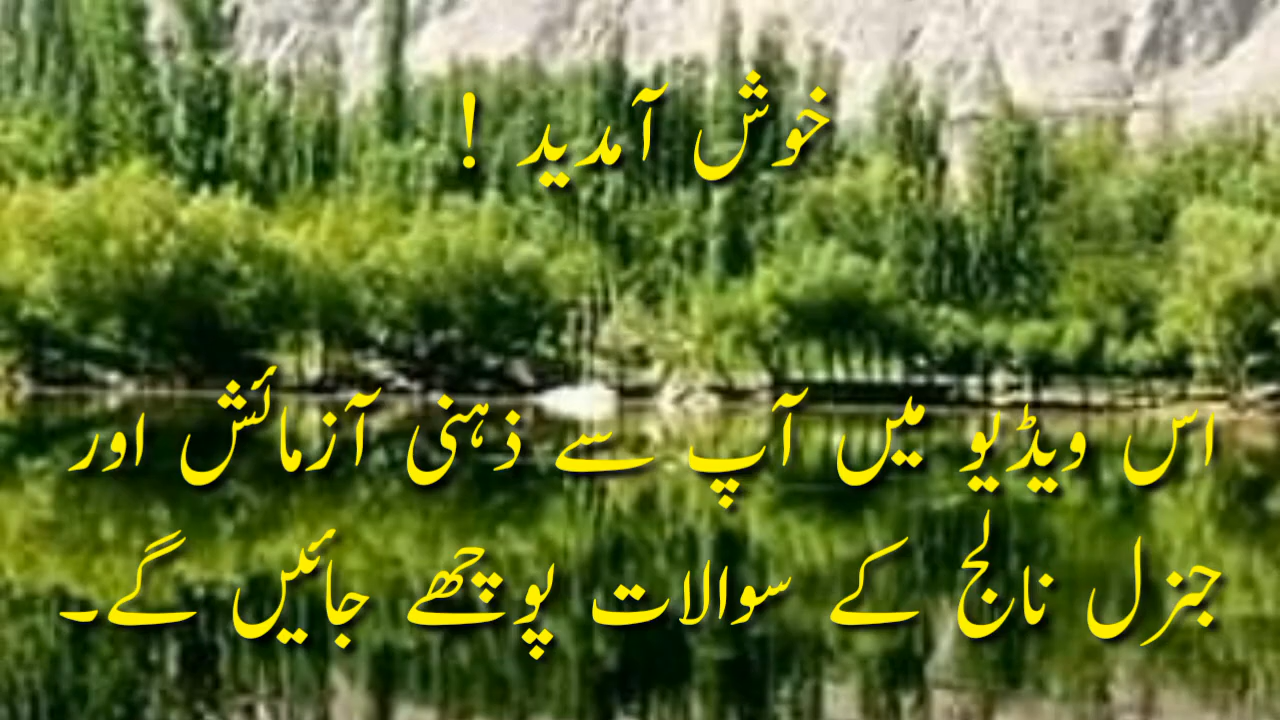 خوش آمدید !
اس ویڈیو میں آپ سے ذہنی آزمائش اور
جنرل نالج کے سوالات پوچھے جائیں گے۔